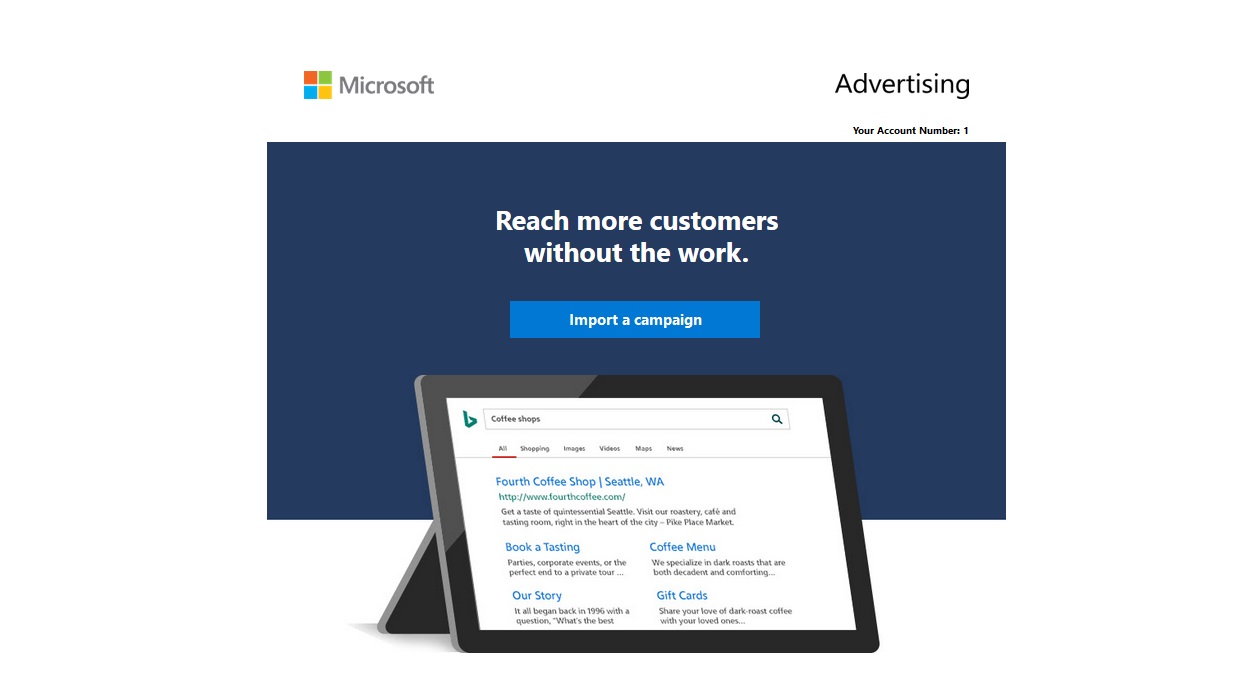 Microsoft
Advertising
Your Account Number: 1
Reach more customers
without the work.
Import a campaign
Coffee shops
All Shopping Images Videos Maps News
Fourth Coffee Shop | Seattle, WA
http://www.fourthcoffee.com/
Get a taste of quintessential Seattle. Visit our roastery, café and
tasting room, right in the heart of the city – Pike Place Market.
Book a Tasting
Parties, corporate events, or the
perfect end to a private tour ...
Coffee Menu
We specialize in dark roasts that are
both decadent and comforting...
Our Story
It all began back in 1996 with a
question, "What's the best
Gift Cards
Share your love of dark-roast coffee
with your loved ones...